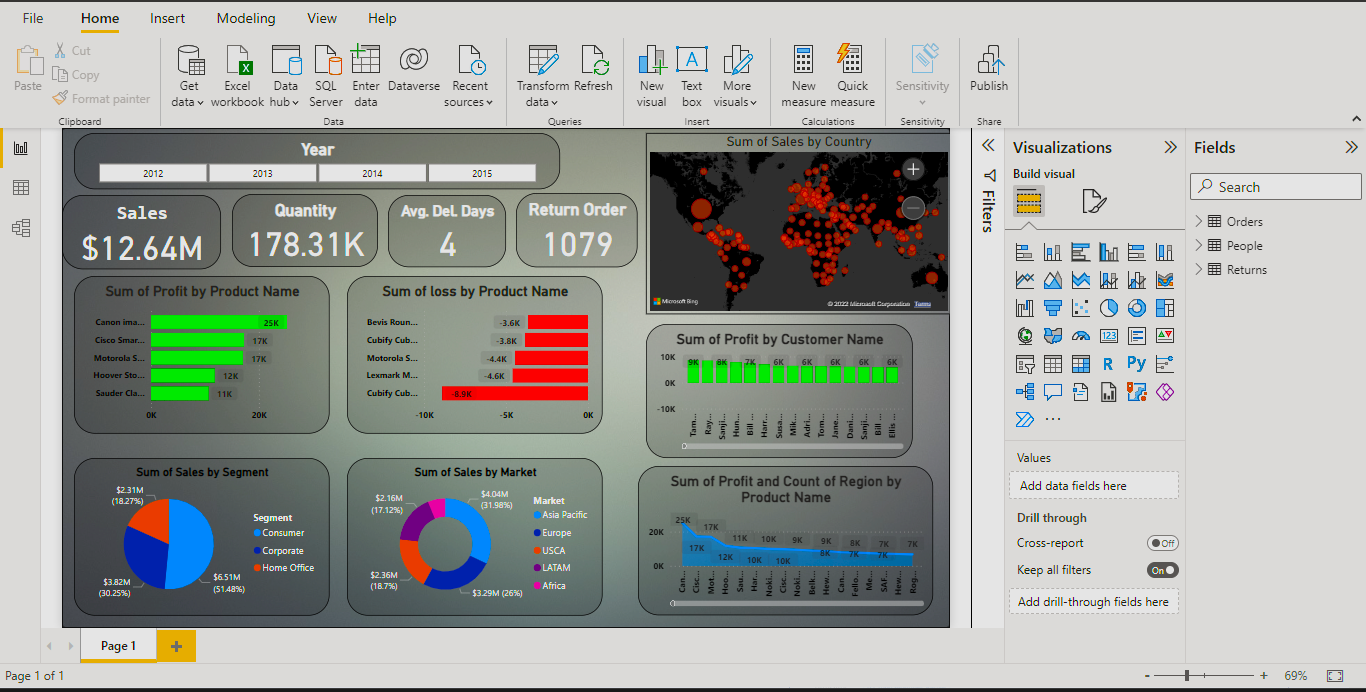 File Home Insert Modeling View Help
Paste
Cut
Copy
Format painter
Clipboard
Get data
Excel workbook
Data hub
SQL Server
Enter data
Dataverse
Recent sources
Data
Transform data
Refresh
Queries
New visual
Text box
More visuals
Insert
New measure
Quick measure
Calculations
Sensitivity
Sensitivity
Publish
Share
Year
2012 2013 2014 2015
Sales
$12.64M
Quantity
178.31K
Avg. Del. Days
4
Return Order
1079
Sum of Sales by Country
Microsoft Bing
© 2022 Microsoft Corporation Terms
Sum of Profit by Product Name
Canon ima... 25K
Cisco Smar... 17K
Motorola S... 17K
Hoover Sto... 12K
Sauder Cla... 11K
0K 20K
Sum of loss by Product Name
Bevis Roun... -3.6K
Cubify Cub... -3.8K
Motorola S... -4.4K
Lexmark M... -4.6K
Cubify Cub... -8.9K
-10K -5K 0K
Sum of Profit by Customer Name
10K
0K
-10K
9K 8K 7K 6K 6K 6K 6K 6K 6K
Tam... Ray... Sanji... Hun... Bill ... Harr... Susa... Mik... Adri... Tom... Jane... Dani... Sanji... Bill ... Ellis ...
Sum of Sales by Segment
$2.31M
(18.27%)
$3.82M
(30.25%)
$6.51M
(51.48%)
Segment
Consumer
Corporate
Home Office
Sum of Sales by Market
$2.16M
(17.12%)
$4.04M
(31.98%)
$2.36M
(18.7%)
$3.29M (26%)
Market
Asia Pacific
Europe
USCA
LATAM
Africa
Sum of Profit and Count of Region by
Product Name
20K
0K
25K 17K 11K 10K 9K 9K 8K 7K 7K
17K 12K 10K 10K 8K 7K 7K
Can... Cisc... Mot... Hoo... Sau... Har... Noki... Cisc... Noki... Belk... Hew... Can... Fello... Me... SAF... Hew... Rog...
Filters
Visualizations
Build visual
123
R
Py
Values
Add data fields here
Drill through
Cross-report Off
Keep all filters On
Add drill-through fields here
Fields
Search
Orders
People
Returns
Page 1
Page 1 of 1
69%